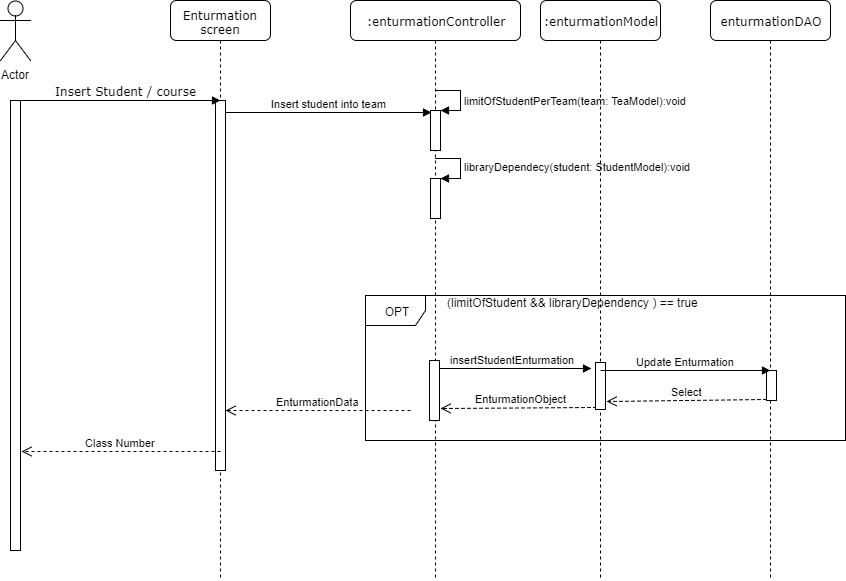 Enturmation
screen
:enturmationController
:enturmationModel
enturmationDAO
Actor
Insert Student / course
Insert student into team
limitOfStudentPerTeam(team: TeaModel):void
libraryDependecy(student: StudentModel):void
OPT
(limitOfStudent && libraryDependency ) == true
insertStudentEnturmation
Update Enturmation
EnturmationData
EnturmationObject
Select
Class Number